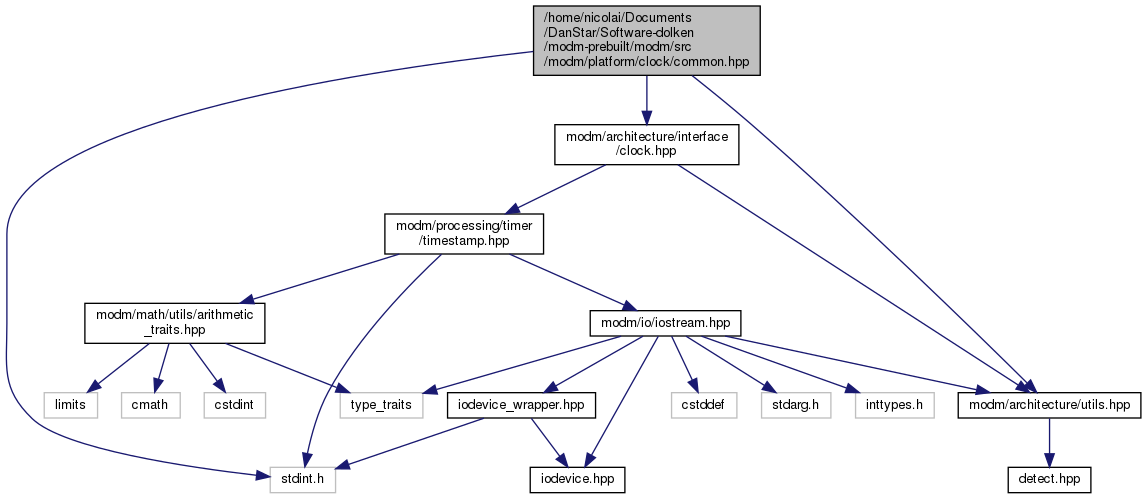 /home/nicolai/Documents
/DanStar/Software-dolken
/modm-prebuilt/modm/src
/modm/platform/clock/common.hpp
modm/architecture/interface
/clock.hpp
modm/processing/timer
/timestamp.hpp
modm/math/utils/arithmetic
_traits.hpp
modm/io/iostream.hpp
limits
cmath
cstdint
type_traits
iodevice_wrapper.hpp
cstddef
stdarg.h
inttypes.h
modm/architecture/utils.hpp
stdint.h
iodevice.hpp
detect.hpp